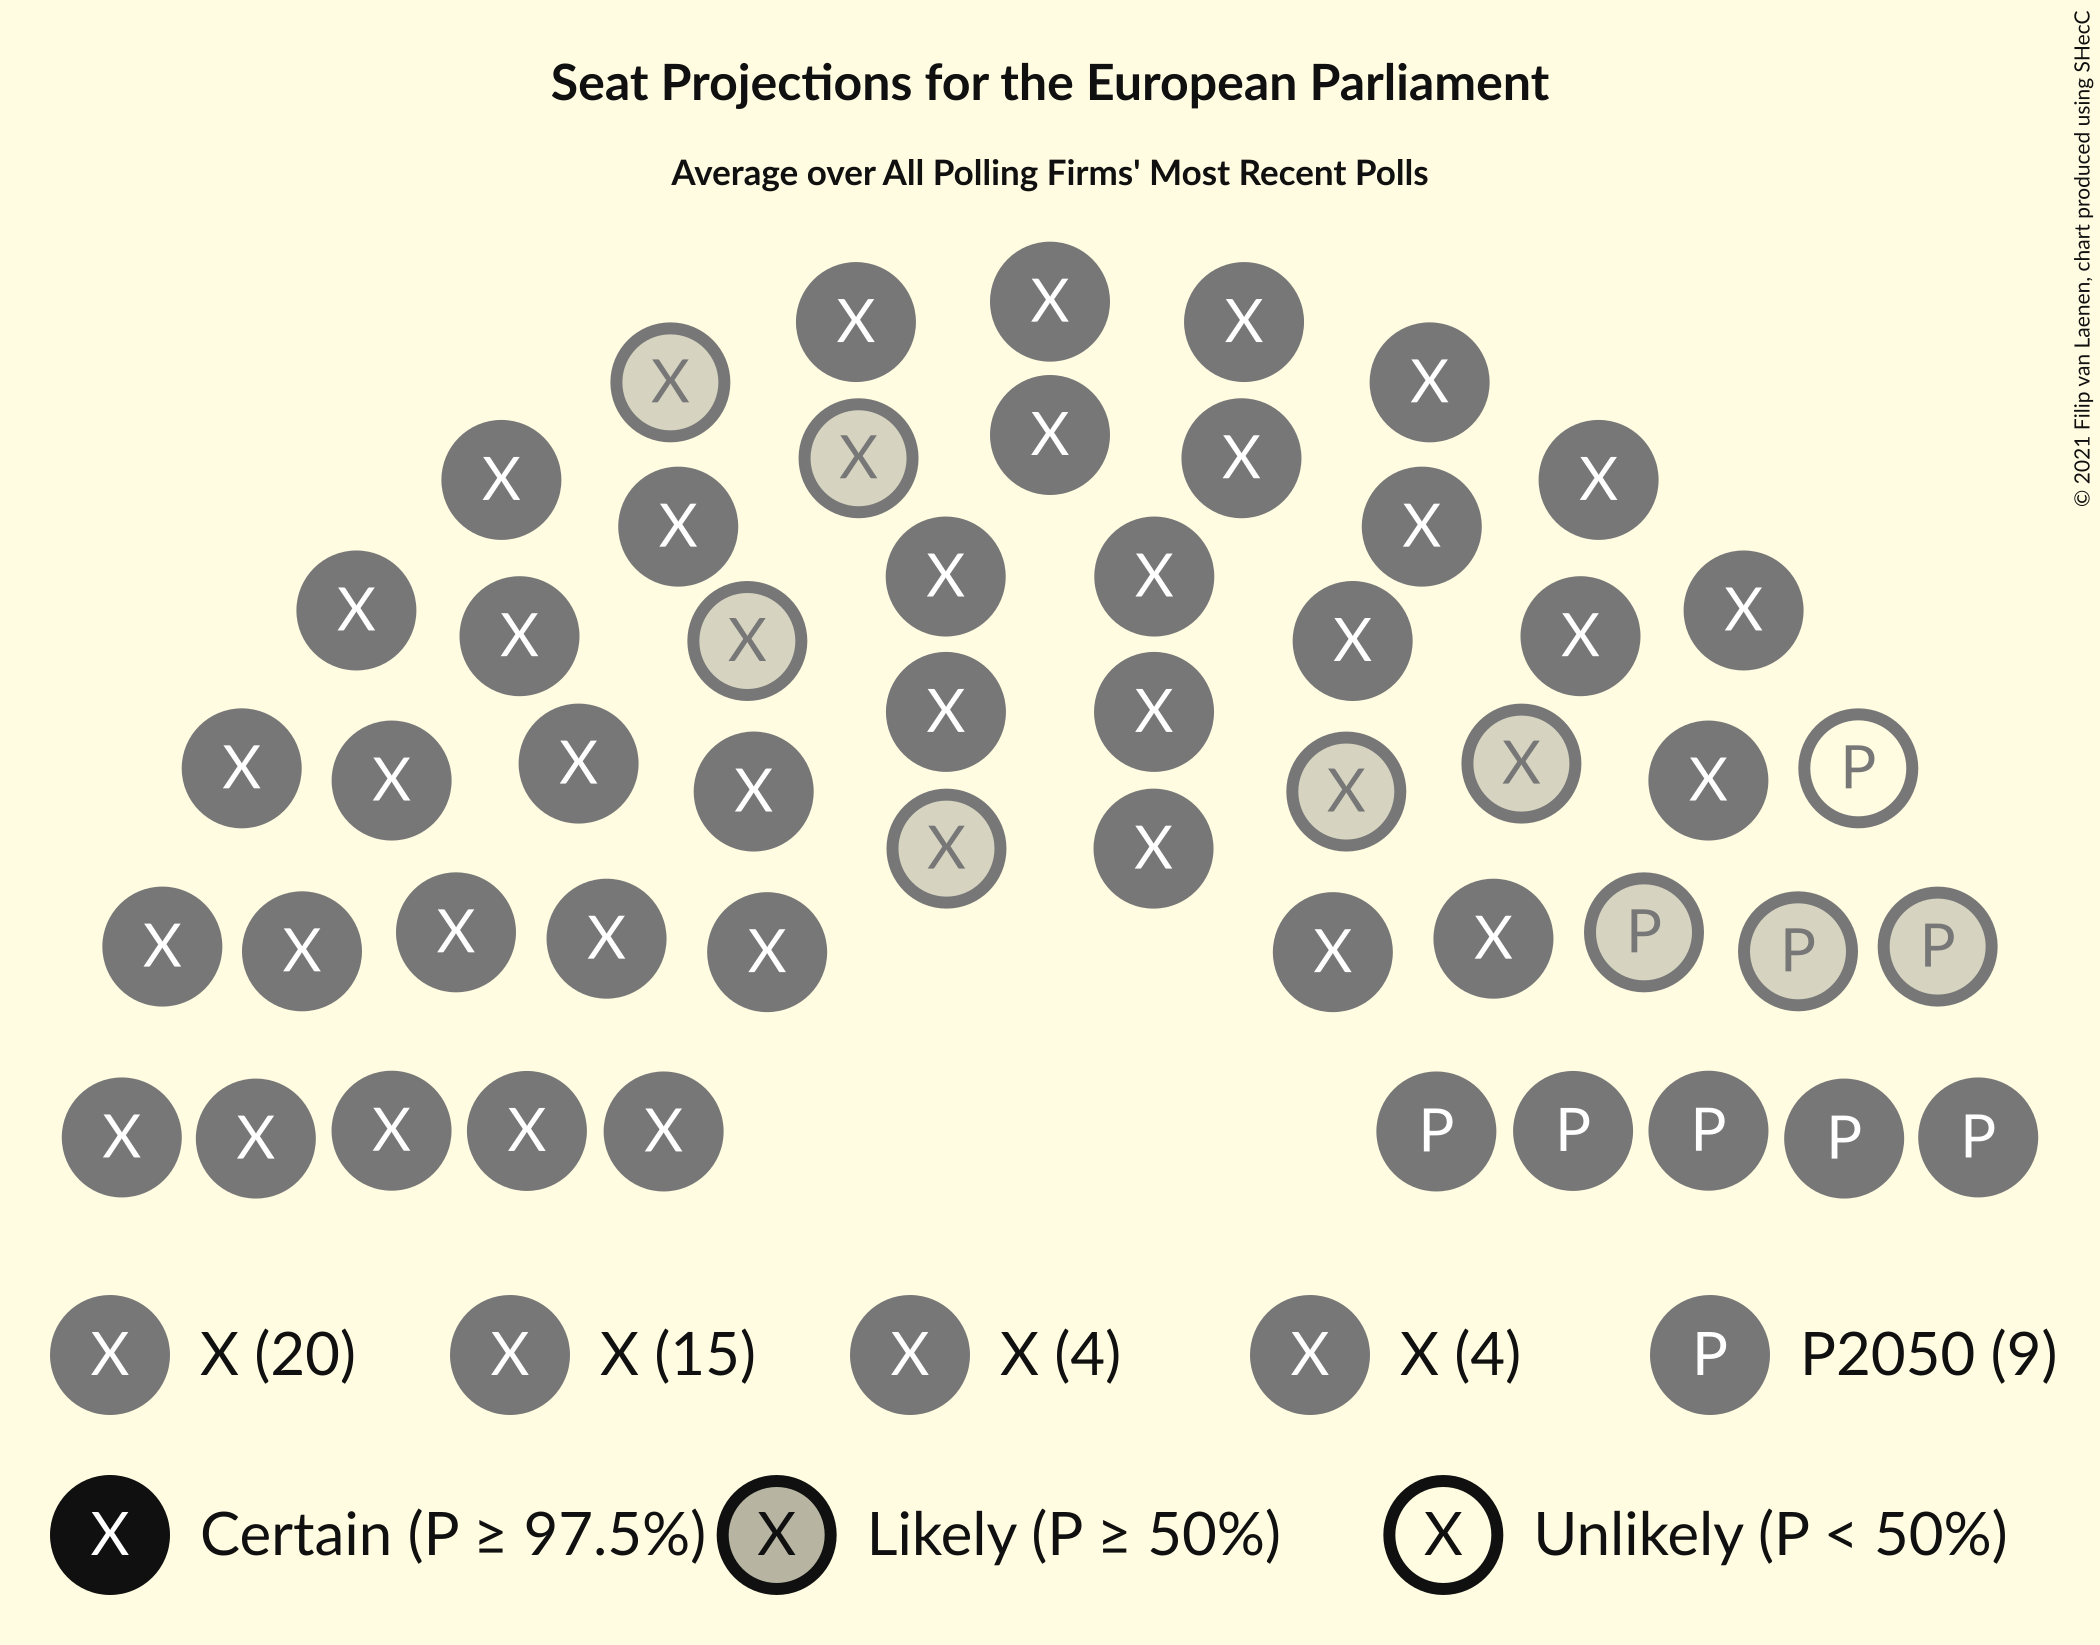 Seat Projections for the European Parliament
Average over All Polling Firms' Most Recent Polls
© 2021 Filip van Laenen, chart produced using SHecC
X
X X
X X
X
X X
X X
X X
X X
X X
X X X X
X X
X X P
X X X X
X X X
X X
X X X X X
X X P P P
X X X X X
P P P P P
X X (20) X X (15) X X (4) X X (4) P P2050 (9)
X Certain (P ≥ 97.5%) X Likely (P ≥ 50%) X Unlikely (P < 50%)